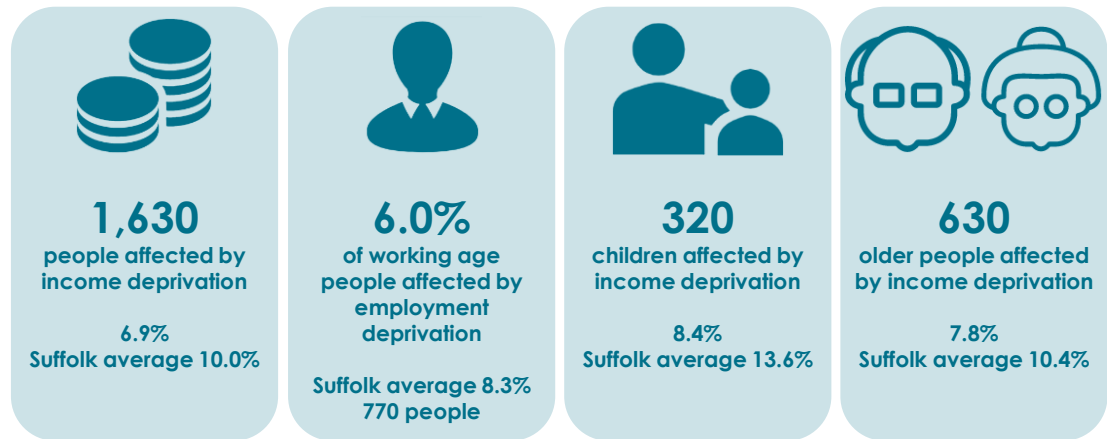 1,630
people affected by
income deprivation
6.9%
Suffolk average 10.0%
6.0%
of working age
people affected by
employment
deprivation
Suffolk average 8.3%
770 people
320
children affected by
income deprivation
8.4%
Suffolk average 13.6%
630
older people affected
by income deprivation
7.8%
Suffolk average 10.4%